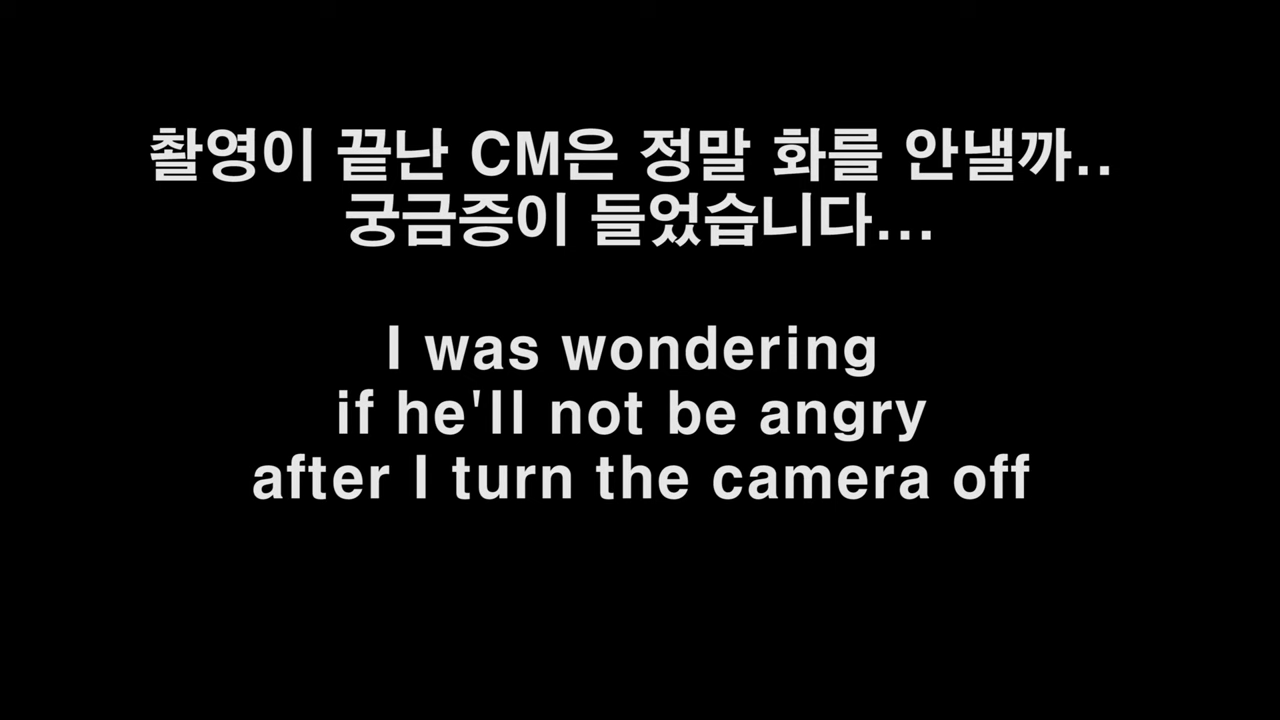 촬영이 끝난 CM은 정말 화를 안낼까..
궁금증이 들었습니다...
I was wondering
if he'll not be angry
after I turn the camera off